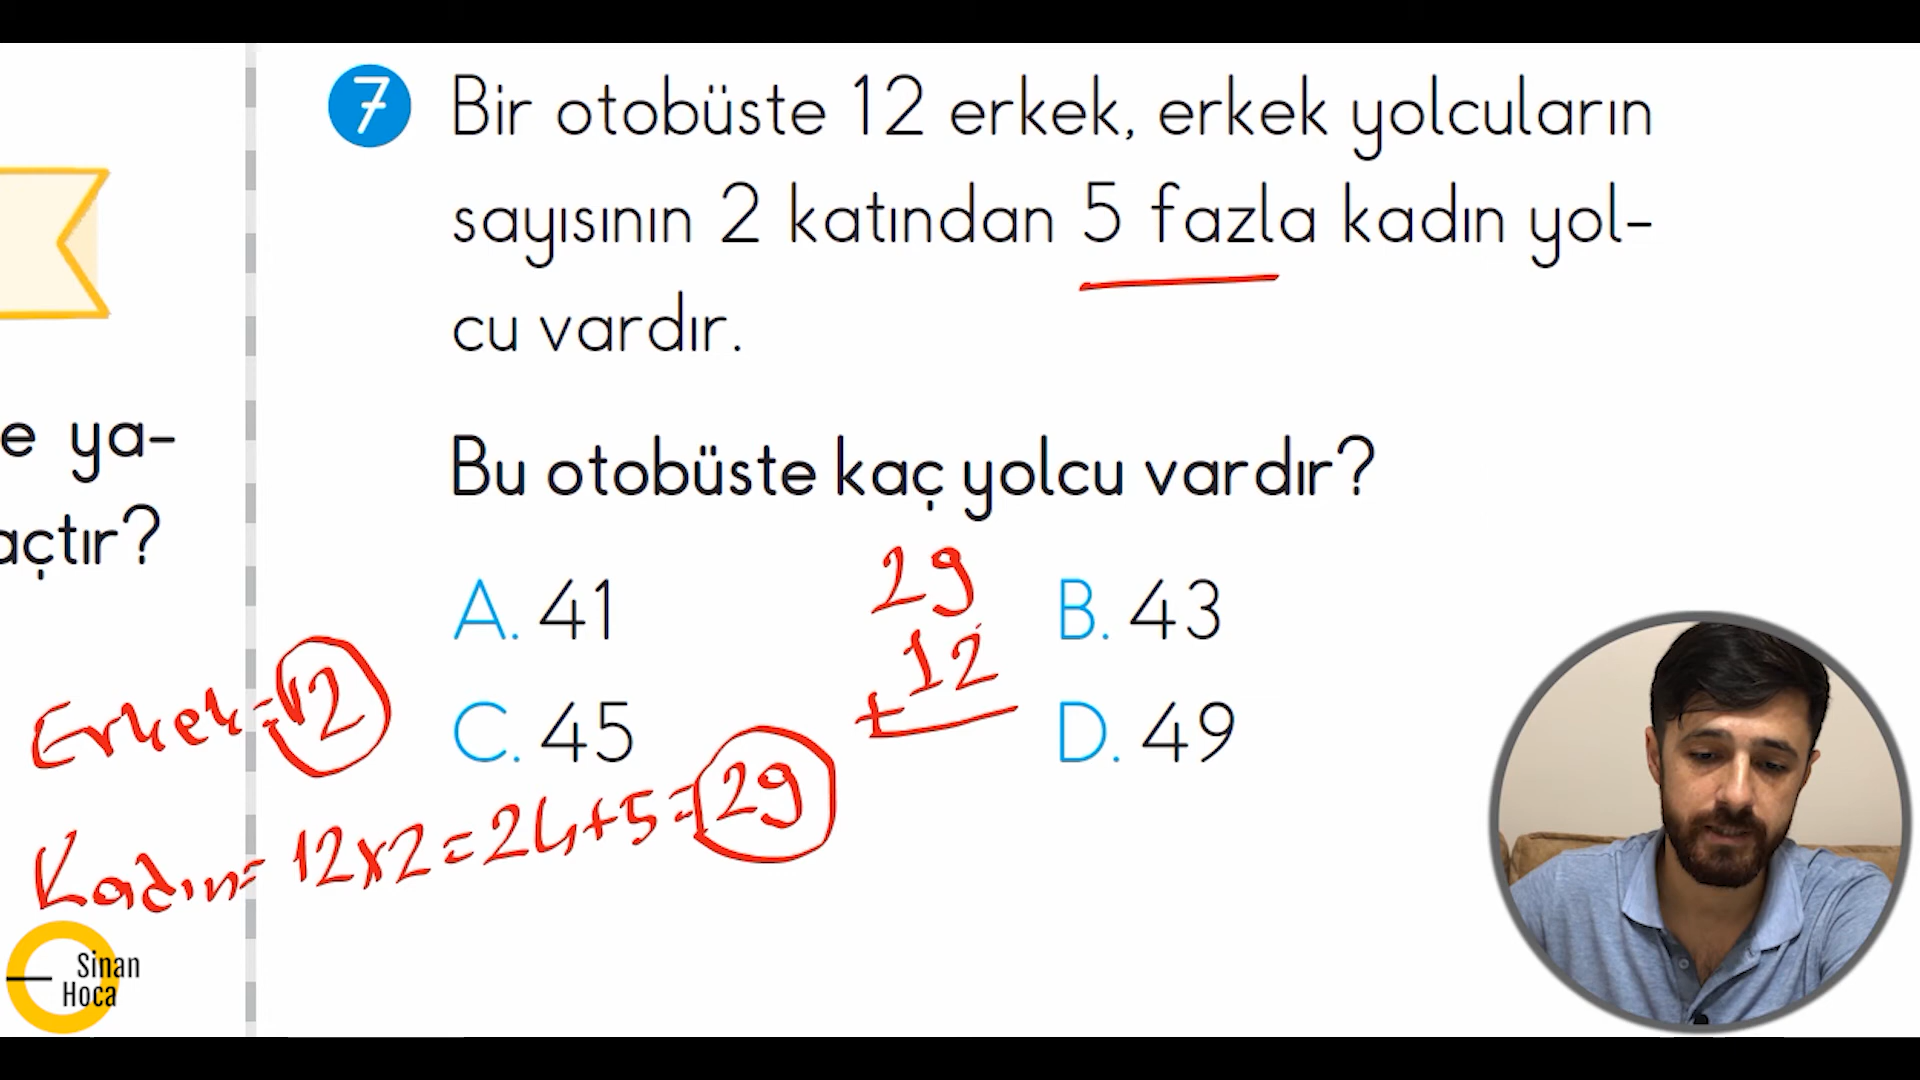 7 Bir otobüste 12 erkek, erkek yolcuların
sayısının 2 katından 5 fazla kadın yol-
cu vardır.
e ya-
açtır?
Bu otobüste kaç yolcu vardır?
A. 41
B. 43
C. 45
D. 49
29
12
+
Erkek=12
Kadın=12x2=24+5=29
Sinan
Hoca